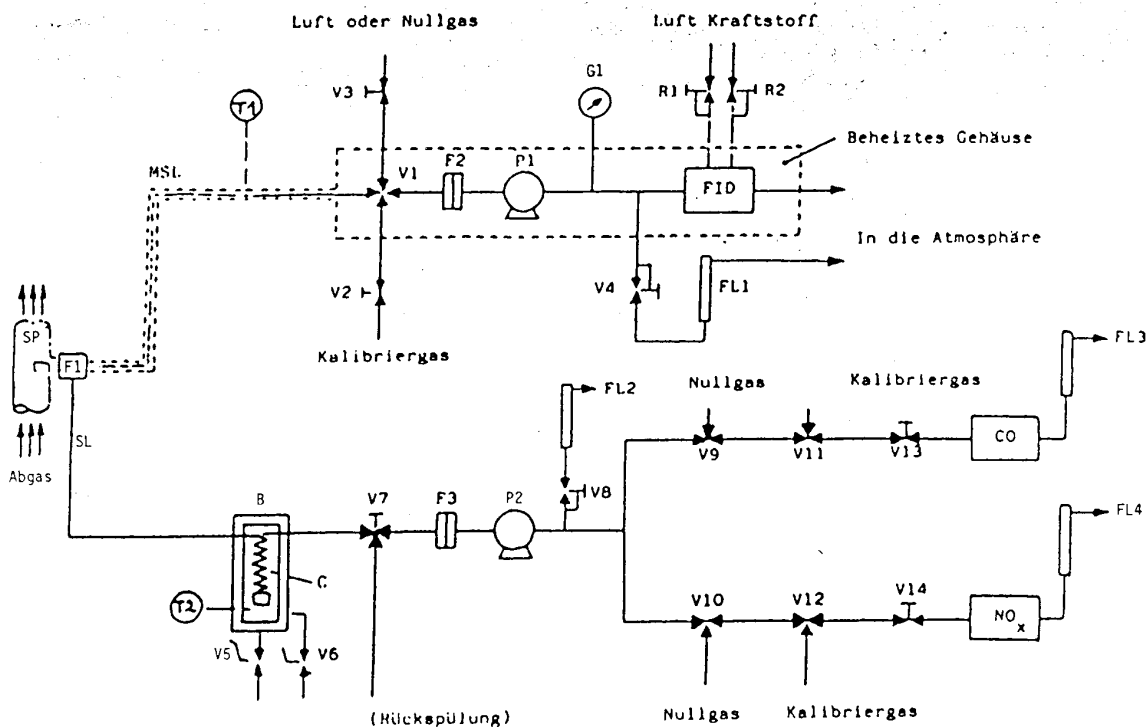 Luft oder Nullgas
Luft Kraftstoff
G1
V3
R1
R2
T1
Beheiztes Gehäuse
MSL
V1
F2
P1
FID
In die Atmosphäre
V2
V4
FL1
SP
F1
Kalibriergas
FL3
FL2
Nullgas
Kalibriergas
SL
CO
V9
V11
V13
Abgas
B
V7
F3
P2
V8
FL4
C
T2
V10
V12
V14
NOx
V5
V6
(Rückspülung)
Nullgas
Kalibriergas